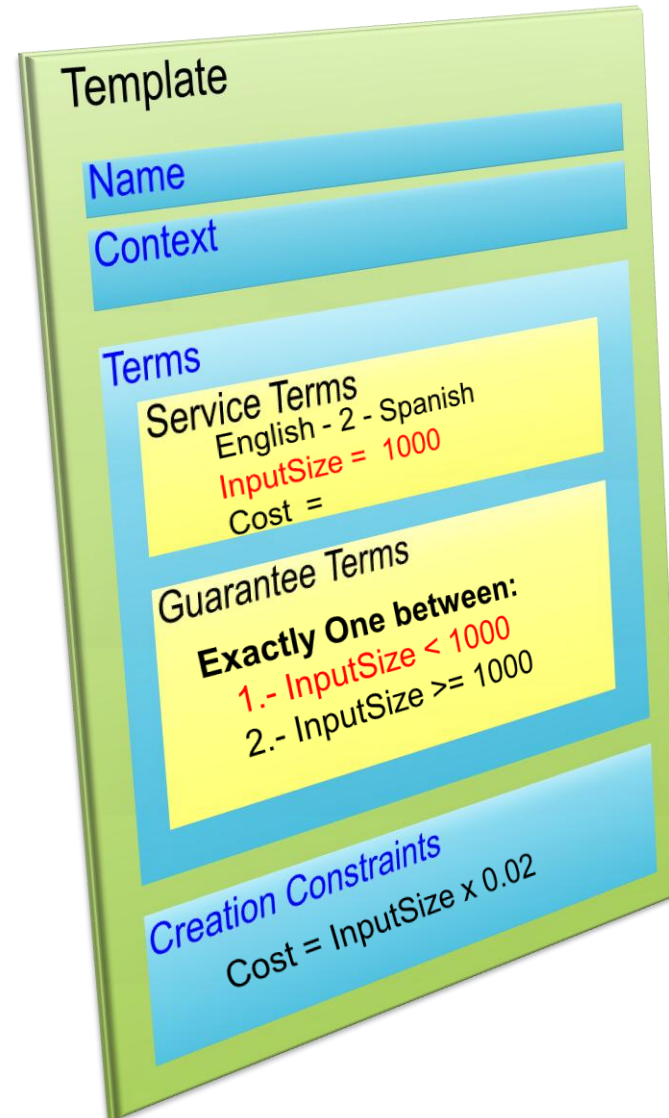 Template
Name
Context
Terms
Service Terms
English - 2 - Spanish
InputSize = 1000
Cost =
Guarantee Terms
Exactly One between:
1.- InputSize < 1000
2.- InputSize >= 1000
Creation Constraints
Cost = InputSize x 0.02